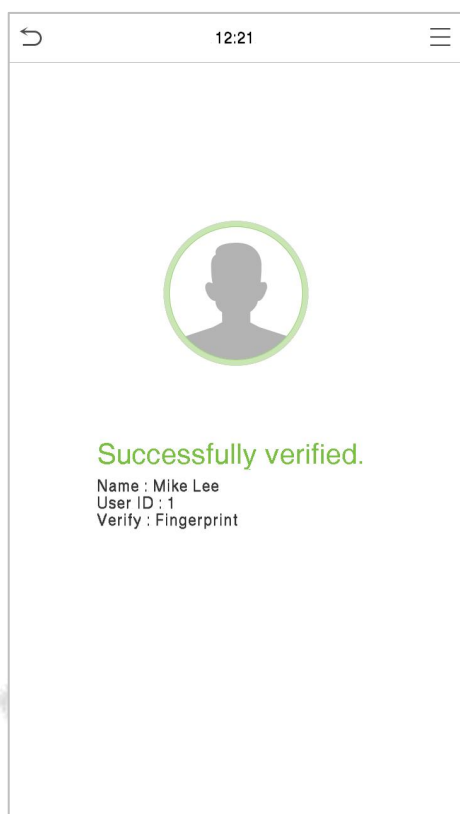 12:21
Successfully verified.
Name : Mike Lee
User ID : 1
Verify : Fingerprint